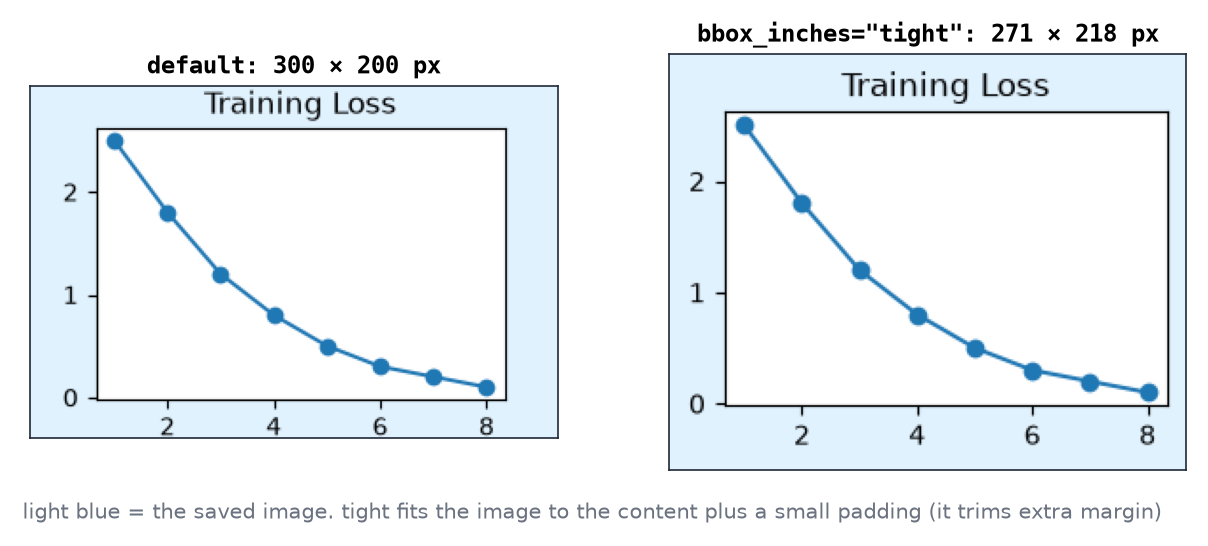 default: 300 × 200 px
Training Loss
2
1
0
2 4 6 8
bbox_inches="tight": 271 × 218 px
Training Loss
2
1
0
2 4 6 8
light blue = the saved image. tight fits the image to the content plus a small padding (it trims extra margin)